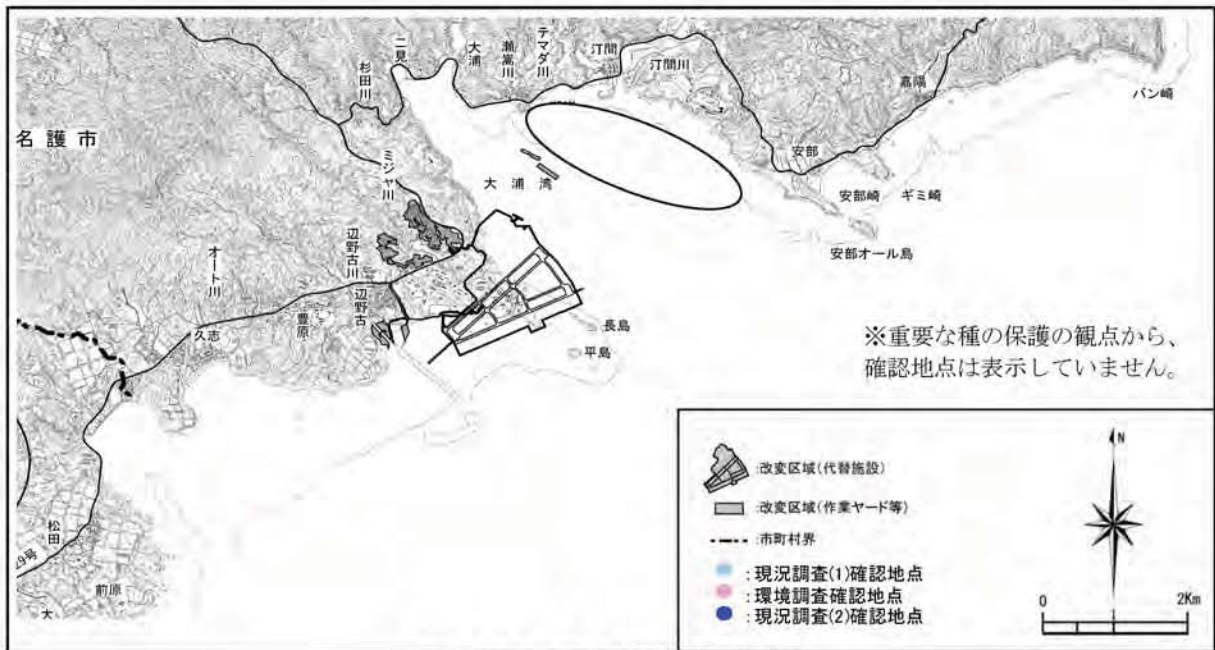 名護市
杉田川
二見
大浦
瀬嵩川
テマダ川
汀間
汀間川
嘉陽
バン崎
ミジャ川
大浦湾
安部
安部崎
ギミ崎
安部オール島
オート川
辺野古川
辺野古
豊原
久志
長島
平島
松田
29号
前原
大
※重要な種の保護の観点から、
確認地点は表示していません。
:改変区域(代替施設)
:改変区域(作業ヤード等)
:市町村界
:現況調査(1)確認地点
:環境調査確認地点
:現況調査(2)確認地点
N
0 2Km